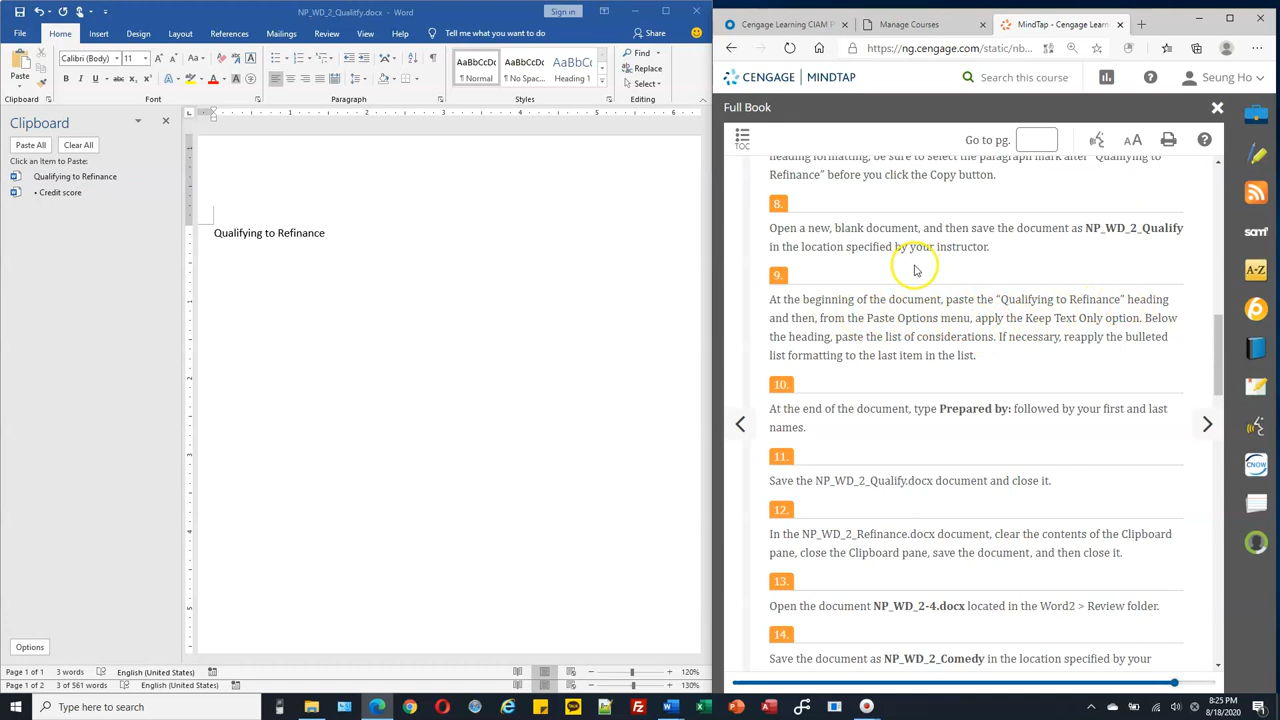 NP_WD_2_Qualitfy.docx - Word
Sign in
File Home Insert Design Layout References Mailings Review View Help Tell me what you want to do Share
Paste
Calibri (Body) 11
AaBbCcDc AaBbCcDc AaBbCc
¶ Normal ¶ No Spac... Heading 1
Find
Replace
Select
Clipboard Font Paragraph Styles Editing
Clipboard
Paste All Clear All
Click an Item to Paste:
Qualifying to Refinance
• Credit score
Qualifying to Refinance
Options
Page 1 of 1 3 words English (United States) 120%
Page 1 of 2 3 of 561 words English (United States) 130%
Cengage Learning CIAM P
Manage Courses
MindTap - Cengage Learn
https://ng.cengage.com/static/nb...
CENGAGE MINDTAP
Search this course
Seung Ho
Full Book
TOC
Go to pg.
AA
heading formatting, be sure to select the paragraph mark after “Qualifying to
Refinance” before you click the Copy button.
8.
Open a new, blank document, and then save the document as NP_WD_2_Qualify
in the location specified by your instructor.
9.
At the beginning of the document, paste the “Qualifying to Refinance” heading
and then, from the Paste Options menu, apply the Keep Text Only option. Below
the heading, paste the list of considerations. If necessary, reapply the bulleted
list formatting to the last item in the list.
10.
At the end of the document, type Prepared by: followed by your first and last
names.
11.
Save the NP_WD_2_Qualify.docx document and close it.
12.
In the NP_WD_2_Refinance.docx document, clear the contents of the Clipboard
pane, close the Clipboard pane, save the document, and then close it.
13.
Open the document NP_WD_2-4.docx located in the Word2 > Review folder.
14.
Save the document as NP_WD_2_Comedy in the location specified by your
sam
A-Z
CNOW
Type here to search
8:25 PM
8/18/2020